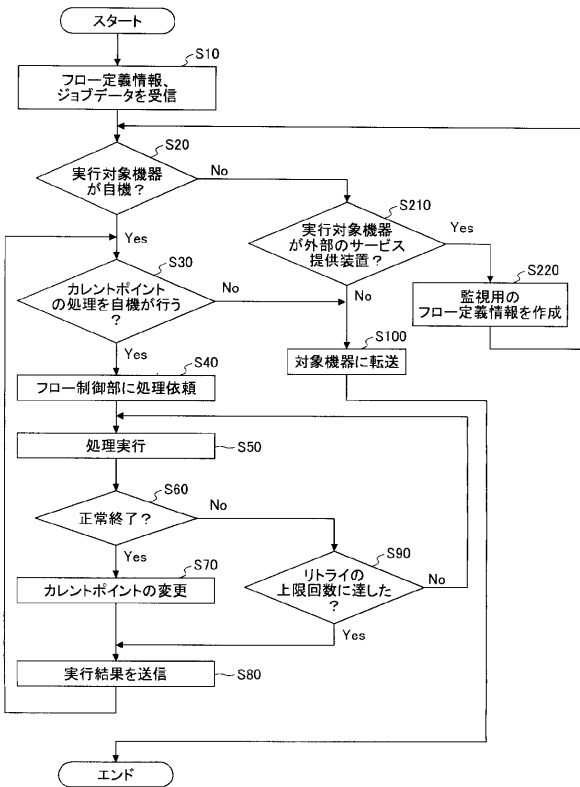 スタート
S10
フロー定義情報、
ジョブデータを受信
S20
実行対象機器
が自機？
No
Yes
S210
実行対象機器
が外部のサービス
提供装置？
Yes
No
S220
監視用の
フロー定義情報を作成
S30
カレントポイント
の処理を自機が行う
？
No
Yes
S100
対象機器に転送
S40
フロー制御部に処理依頼
処理実行
S50
S60
正常終了？
No
Yes
S90
リトライの
上限回数に達した
？
No
Yes
S70
カレントポイントの変更
実行結果を送信
S80
エンド